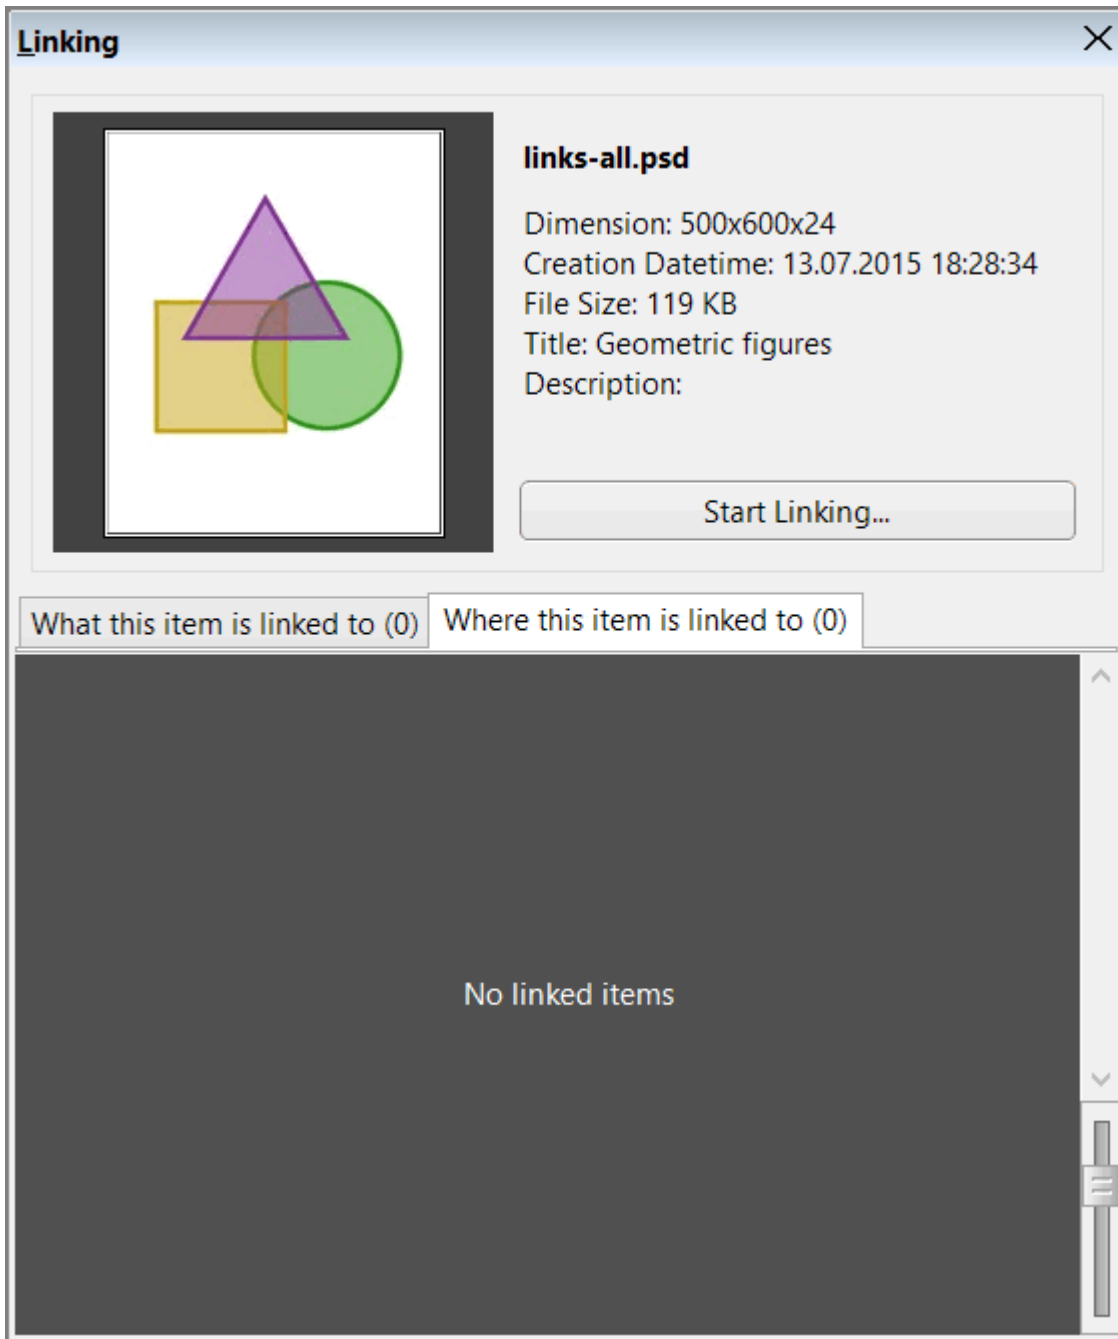 Linking
links-all.psd
Dimension: 500x600x24
Creation Datetime: 13.07.2015 18:28:34
File Size: 119 KB
Title: Geometric figures
Description:
Start Linking...
What this item is linked to (0)
Where this item is linked to (0)
No linked items